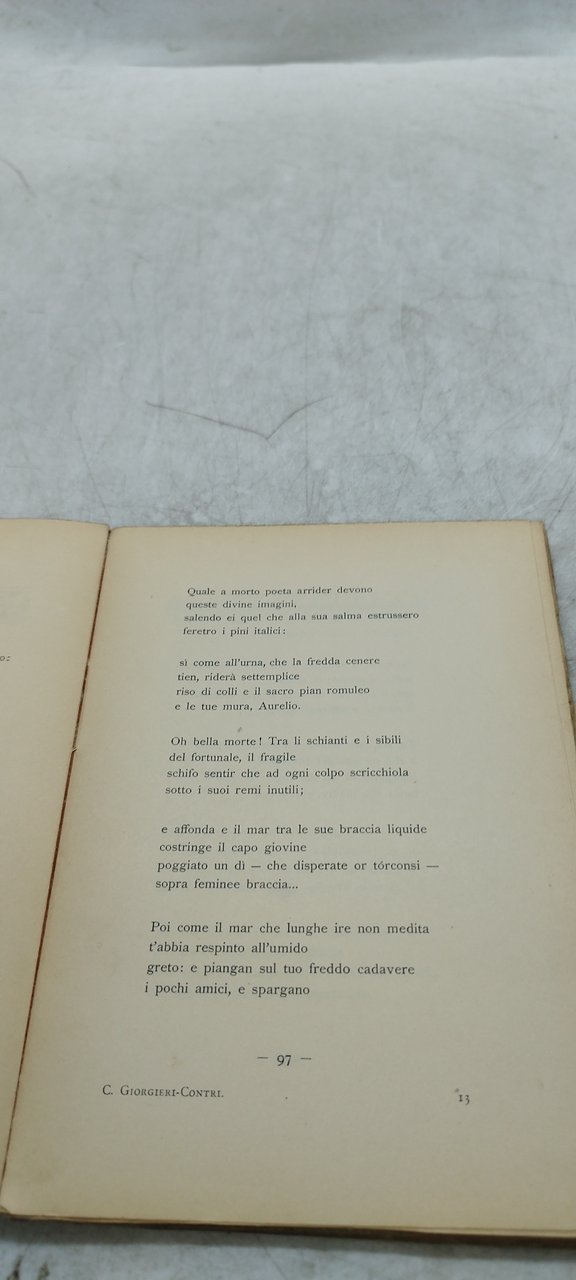 o:
Quale a morto poeta arrider devono
queste divine imagini,
salendo ei quel che alla sua salma estrussero
feretro i pini italici:
sì come all'urna, che la fredda cenere
tien, riderà settemplice
riso di colli e il sacro pian romuleo
e le tue mura, Aurelio.
Oh bella morte! Tra li schianti e i sibili
del fortunale, il fragile
schifo sentir che ad ogni colpo scricchiola
sotto i suoi remi inutili;
e affonda e il mar tra le sue braccia liquide
costringe il capo giovine
poggiato un dì — che disperate or tórconsi —
sopra feminee braccia...
Poi come il mar che lunghe ire non medita
t'abbia respinto all'umido
greto: e piangan sul tuo freddo cadavere
i pochi amici, e spargano
— 97 —
C. GIORGIERI-CONTRI.
13